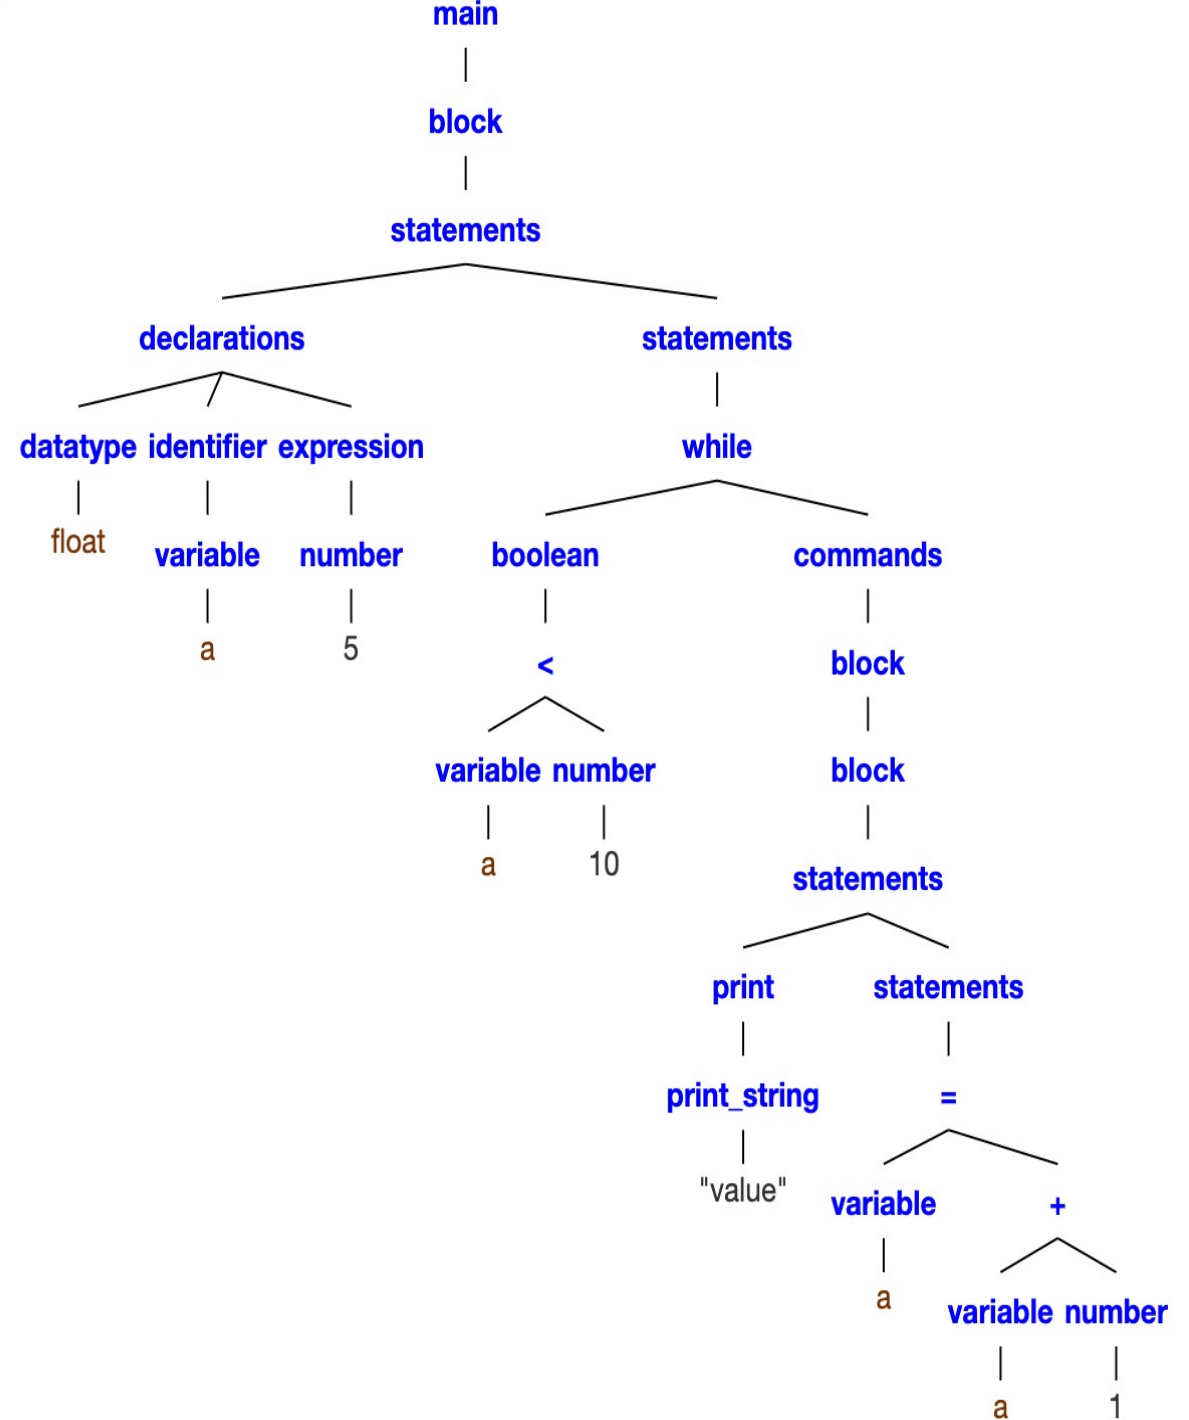 main
block
statements
declarations statements
datatype identifier expression while
float variable number boolean commands
a 5 < block
variable number block
a 10 statements
print statements
print_string =
"value" variable +
a variable number
a 1